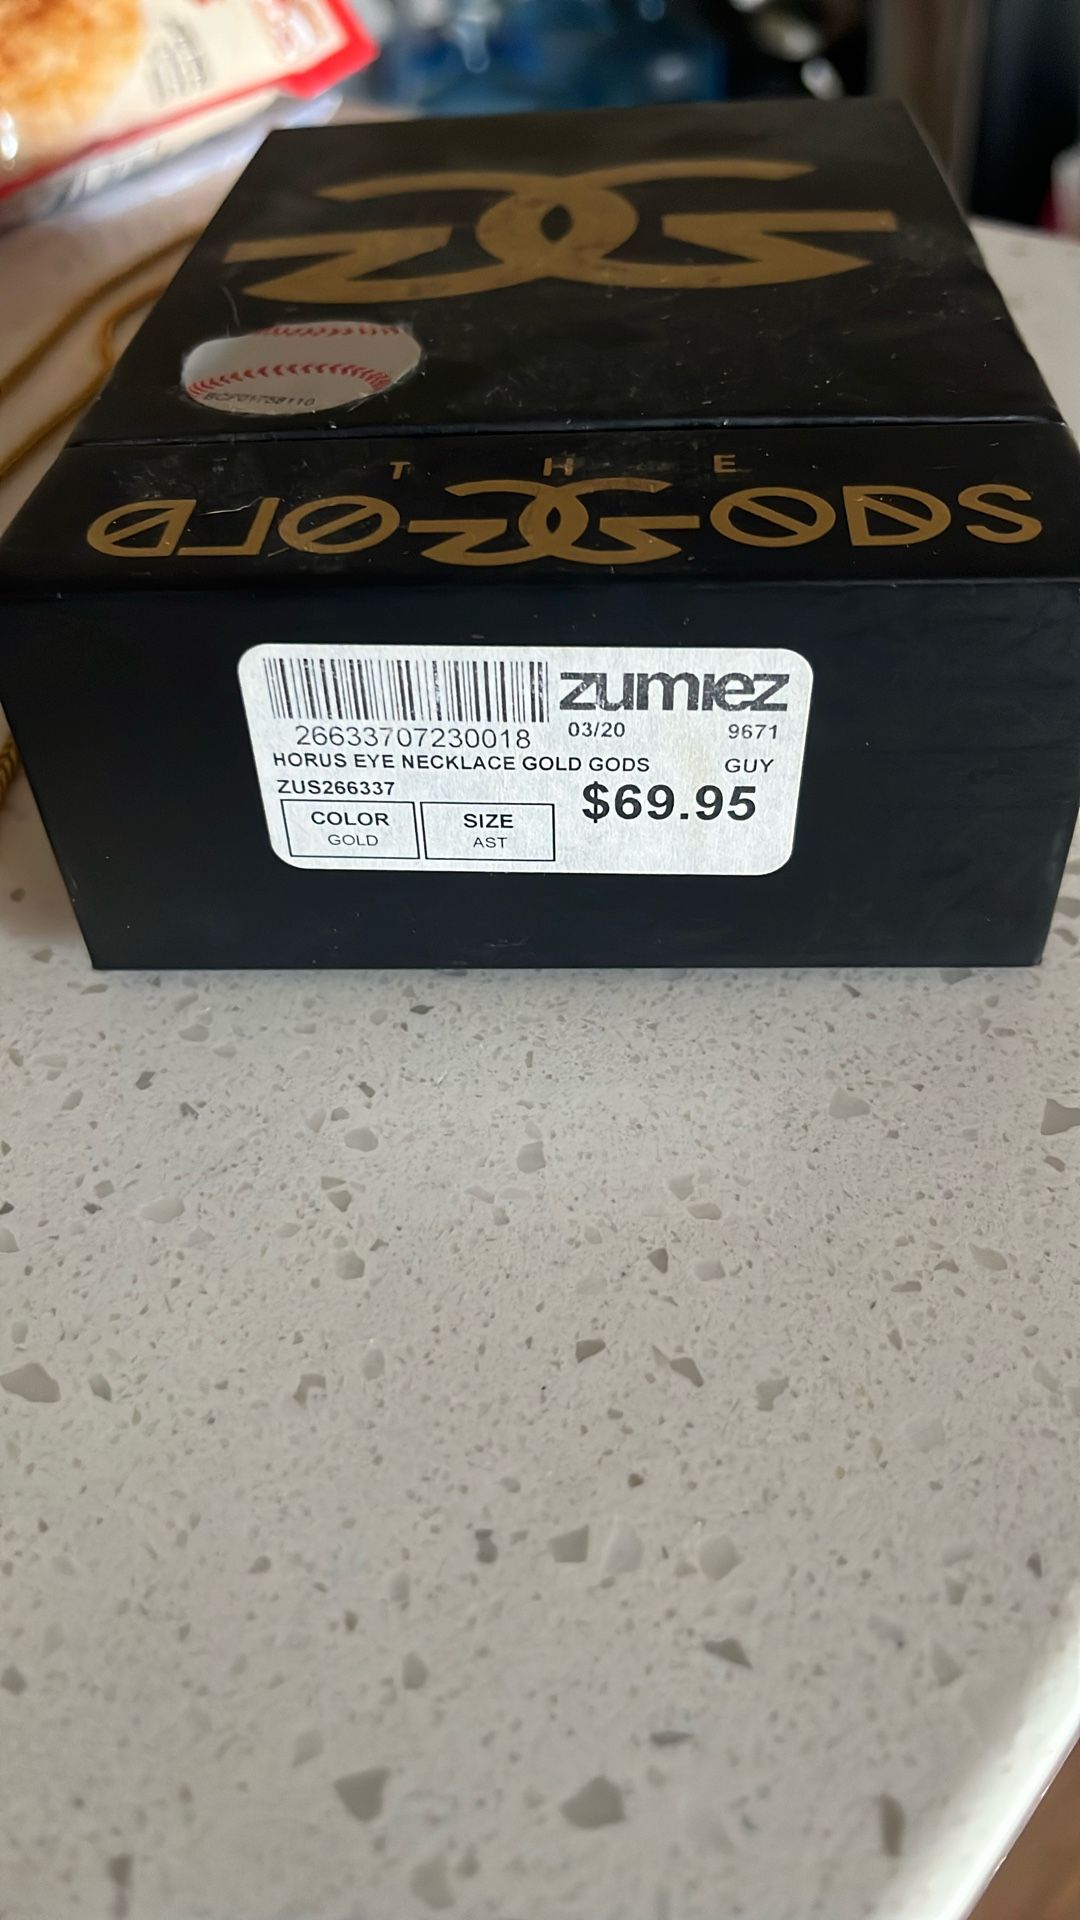 BCF01758110
THE
GOLD GODS
zumiez
26633707230018
03/20 9671
HORUS EYE NECKLACE GOLD GODS GUY
ZUS266337
$69.95
COLOR
GOLD
SIZE
AST